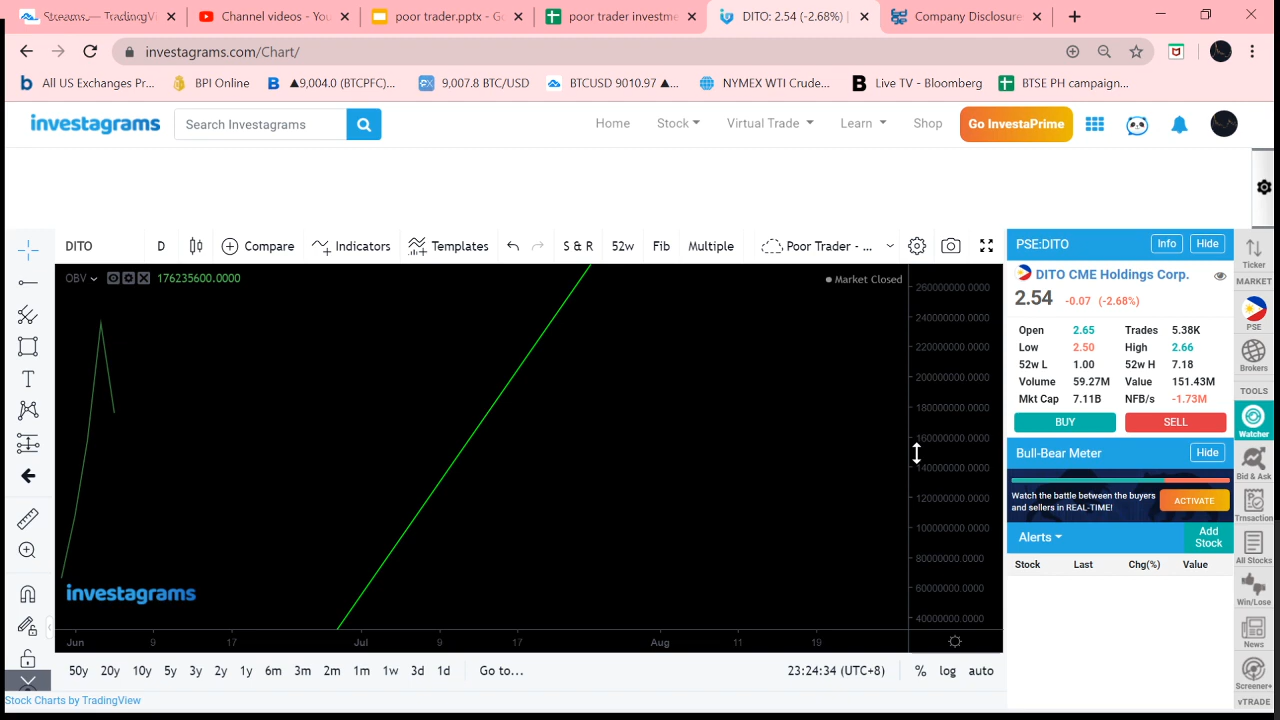 Streams — TradingVi
Channel videos - You
poor trader.pptx - Go
poor trader investme
DITO: 2.54 (-2.68%)
Company Disclosure
investagrams.com/Chart/
All US Exchanges Pr...
BPI Online
▲9,004.0 (BTCPFC)...
9,007.8 BTC/USD
BTCUSD 9010.97 ▲...
NYMEX WTI Crude...
Live TV - Bloomberg
BTSE PH campaign...
investagrams
Search Investagrams
Home
Stock
Virtual Trade
Learn
Shop
Go InvestaPrime
DITO
D
Compare
Indicators
Templates
S & R
52w
Fib
Multiple
Poor Trader - ...
OBV
176235600.0000
Market Closed
260000000.0000
240000000.0000
220000000.0000
200000000.0000
180000000.0000
160000000.0000
140000000.0000
120000000.0000
100000000.0000
80000000.0000
60000000.0000
40000000.0000
investagrams
Jun
9
17
Jul
9
17
Aug
11
19
50y
20y
10y
5y
3y
2y
1y
6m
3m
2m
1m
1w
3d
1d
Go to...
23:24:34 (UTC+8)
%
log
auto
Stock Charts by TradingView
PSE:DITO
Info
Hide
DITO CME Holdings Corp.
2.54 -0.07 (-2.68%)
Open 2.65 Trades 5.38K
Low 2.50 High 2.66
52w L 1.00 52w H 7.18
Volume 59.27M Value 151.43M
Mkt Cap 7.11B NFB/s -1.73M
BUY
SELL
Bull-Bear Meter
Hide
Watch the battle between the buyers
and sellers in REAL-TIME!
ACTIVATE
Alerts
Add
Stock
Stock Last Chg(%) Value
Ticker
MARKET
PSE
Brokers
TOOLS
Watcher
Bid & Ask
Trnsaction
All Stocks
Win/Lose
News
Screener+
vTRADE